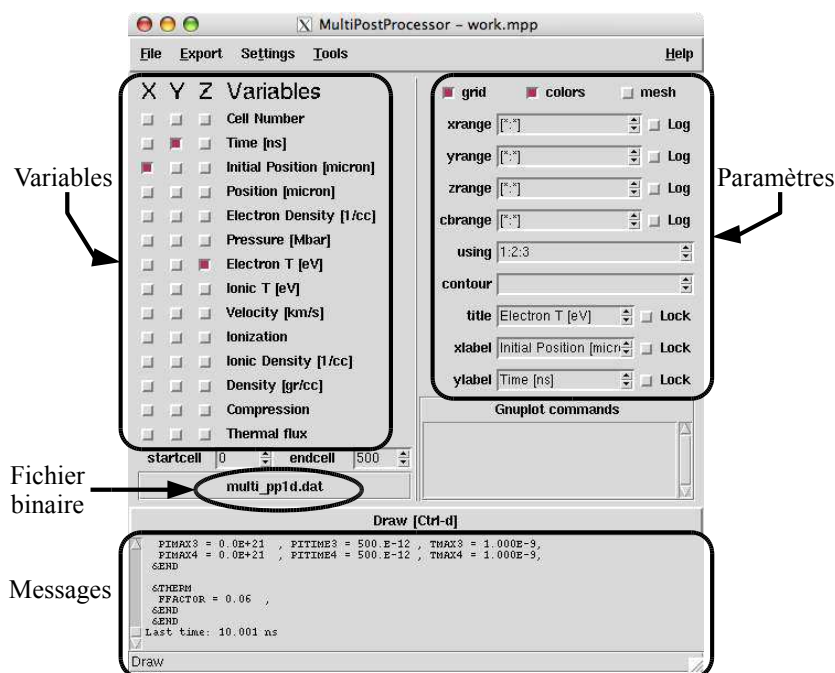 MultiPostProcessor – work.mpp
File Export Settings Tools Help
X Y Z Variables
Cell Number
Time [ns]
Initial Position [micron]
Position [micron]
Electron Density [1/cc]
Pressure [Mbar]
Electron T [eV]
Ionic T [eV]
Velocity [km/s]
Ionization
Ionic Density [1/cc]
Density [gr/cc]
Compression
Thermal flux
startcell 0 endcell 500
multi_pp1d.dat
grid colors mesh
xrange [*:*] Log
yrange [*:*] Log
zrange [*:*] Log
cbrange [*:*] Log
using 1:2:3
contour
title Electron T [eV] Lock
xlabel Initial Position [micr Lock
ylabel Time [ns] Lock
Gnuplot commands
Draw [Ctrl-d]
PIMAX3 = 0.0E+21 , PITIME3 = 500.E-12 , TMAX3 = 1.000E-9,
PIMAX4 = 0.0E+21 , PITIME4 = 500.E-12 , TMAX4 = 1.000E-9,
&END
&THERM
FFACTOR = 0.06 ,
&END
&END
Last time: 10.001 ns
Draw
Variables
Paramètres
Fichier
binaire
Messages